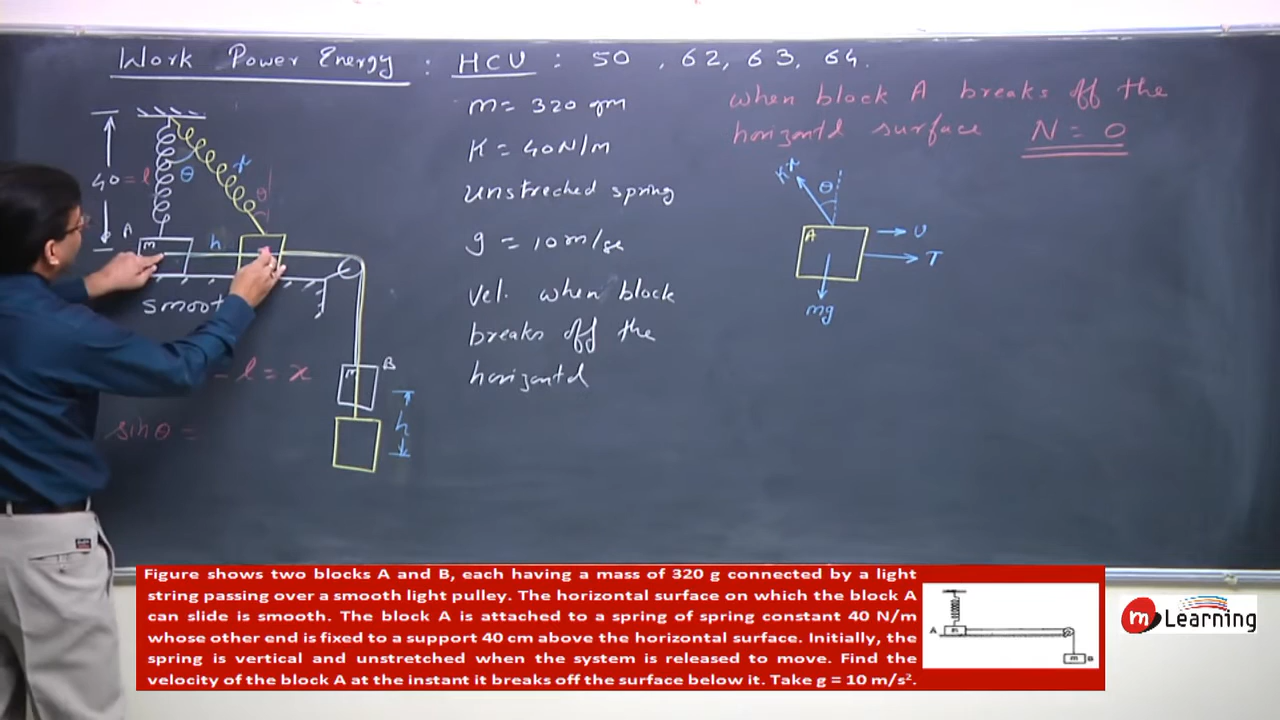 Work Power Energy : HCU : 50 , 62, 63, 64.
m = 320 gm
K = 40N/m
unstreched spring
g = 10 m/se
Vel. when block
breaks off the
horizontal
when block A breaks off the
horizontal surface N = 0
40 = l
θ
x
θ
A
m
h
smoot
- l = x
sinθ =
B
m
h
Kx
θ
A
U
T
mg
Figure shows two blocks A and B, each having a mass of 320 g connected by a light
string passing over a smooth light pulley. The horizontal surface on which the block A
can slide is smooth. The block A is attached to a spring of spring constant 40 N/m
whose other end is fixed to a support 40 cm above the horizontal surface. Initially, the
spring is vertical and unstretched when the system is released to move. Find the
velocity of the block A at the instant it breaks off the surface below it. Take g = 10 m/s².
A
m
m
B
m Learning